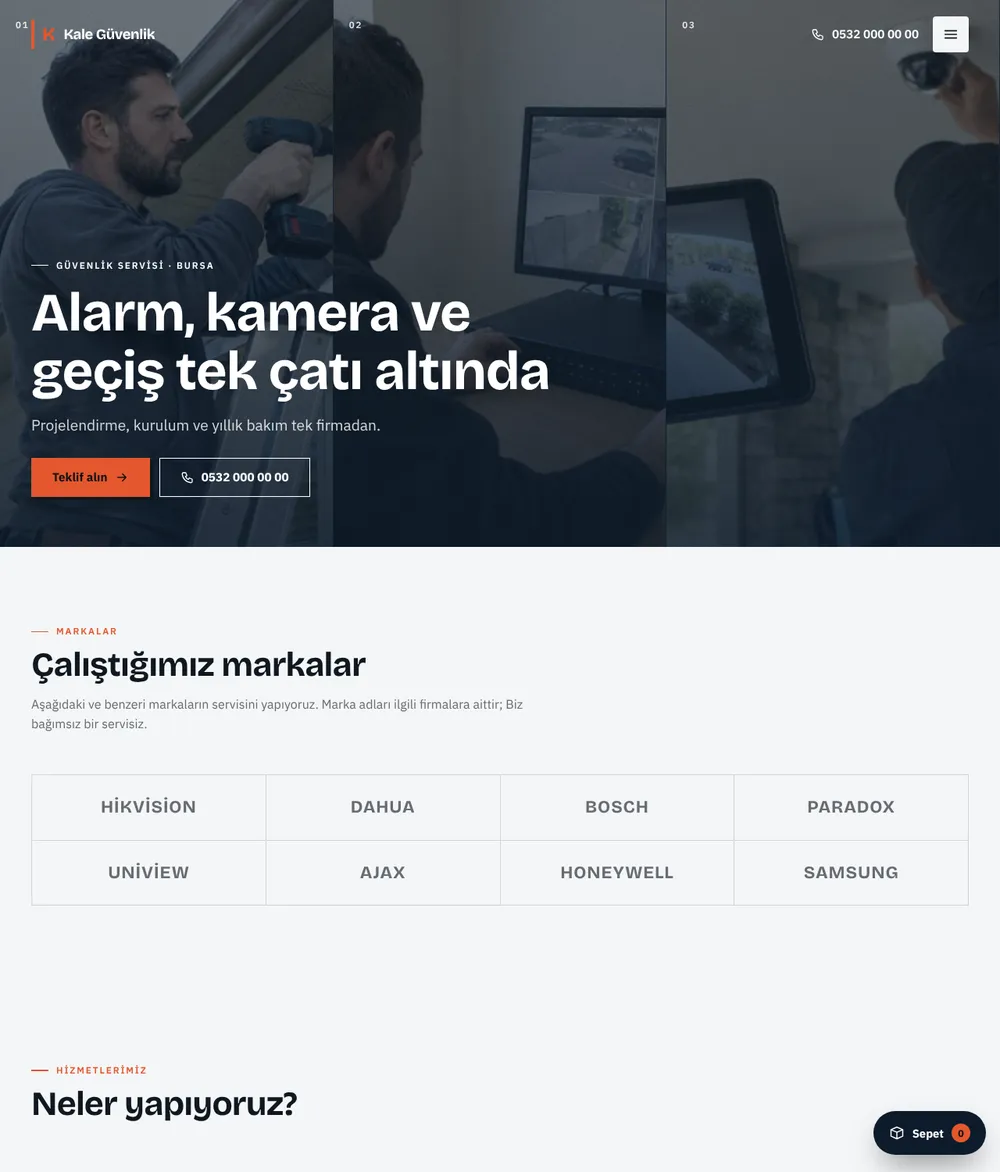 01
K Kale Güvenlik
02
03
0532 000 00 00
GÜVENLİK SERVİSİ · BURSA
Alarm, kamera ve
geçiş tek çatı altında
Projelendirme, kurulum ve yıllık bakım tek firmadan.
Teklif alın →
0532 000 00 00
MARKALAR
Çalıştığımız markalar
Aşağıdaki ve benzeri markaların servisini yapıyoruz. Marka adları ilgili firmalara aittir; Biz
bağımsız bir servisiz.
HİKVİSİON
DAHUA
BOSCH
PARADOX
UNİVİEW
AJAX
HONEYWELL
SAMSUNG
HİZMETLERİMİZ
Neler yapıyoruz?
Sepet 0